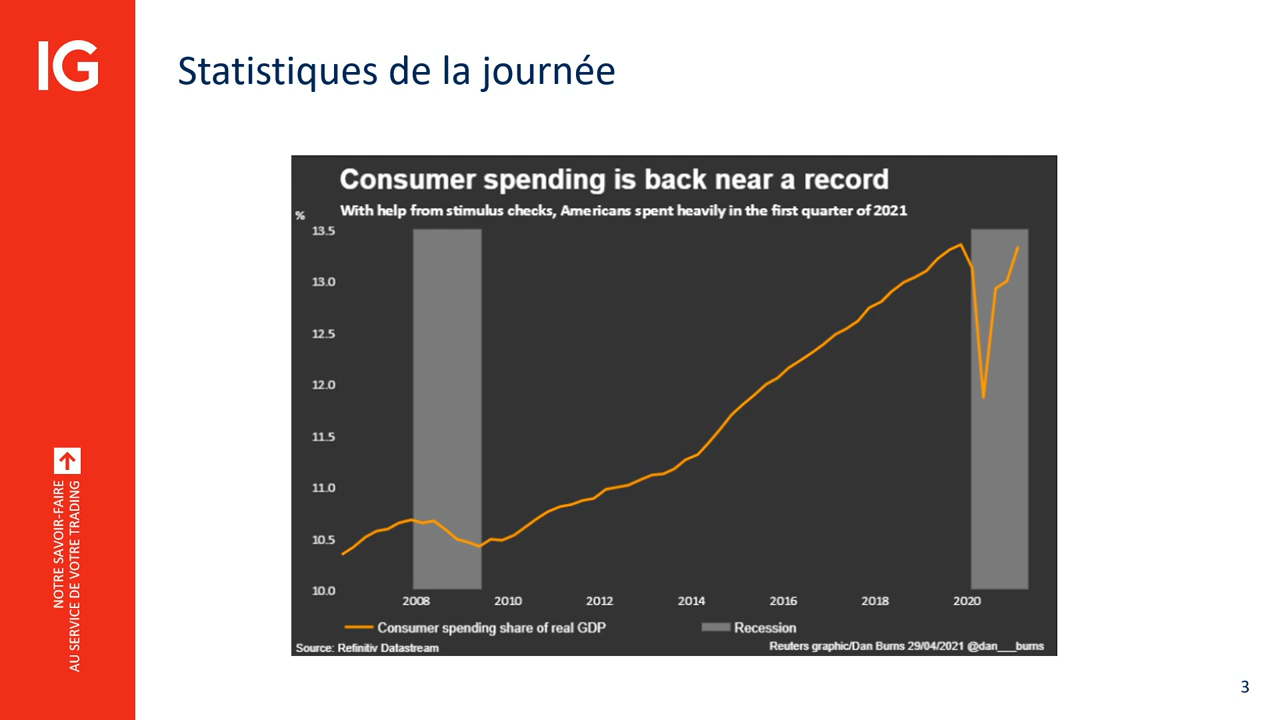 IG
Statistiques de la journée
Consumer spending is back near a record
With help from stimulus checks, Americans spent heavily in the first quarter of 2021
%
13.5
13.0
12.5
12.0
11.5
11.0
10.5
10.0
2008 2010 2012 2014 2016 2018 2020
Consumer spending share of real GDP Recession
Source: Refinitiv Datastream Reuters graphic/Dan Burns 29/04/2021 @dan___burns
NOTRE SAVOIR-FAIRE
AU SERVICE DE VOTRE TRADING
3